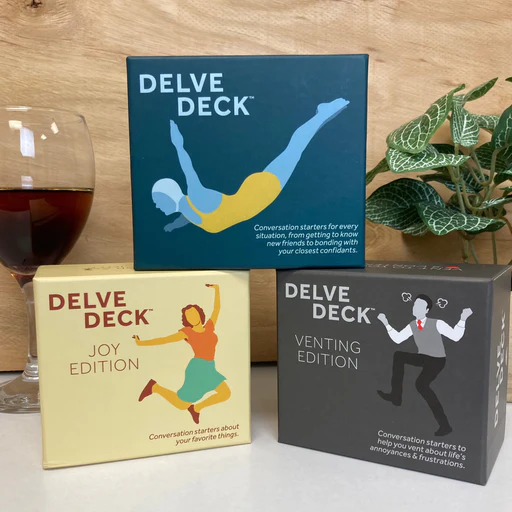 DELVE
DECK™
Conversation starters for every
situation, from getting to know
new friends to bonding with
your closest confidants.
DELVE
DECK™
JOY
EDITION
Conversation starters about
your favorite things.
DELVE
DECK™
VENTING
EDITION
Conversation starters to
help you vent about life's
annoyances & frustrations.
DELVE
DECK